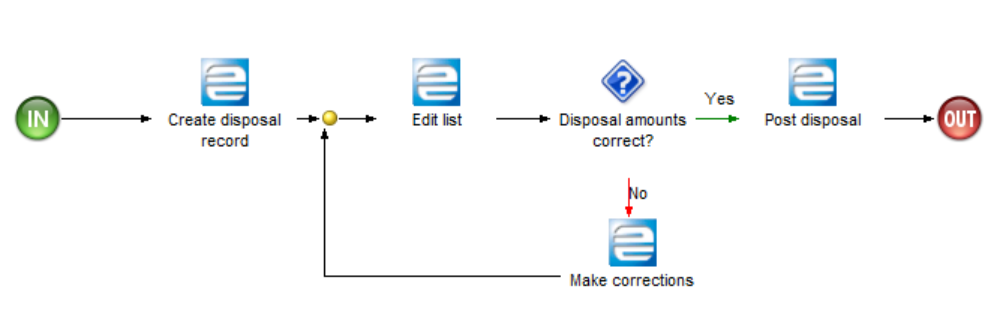 IN
Create disposal
record
Edit list
Disposal amounts
correct?
Yes
Post disposal
OUT
No
Make corrections